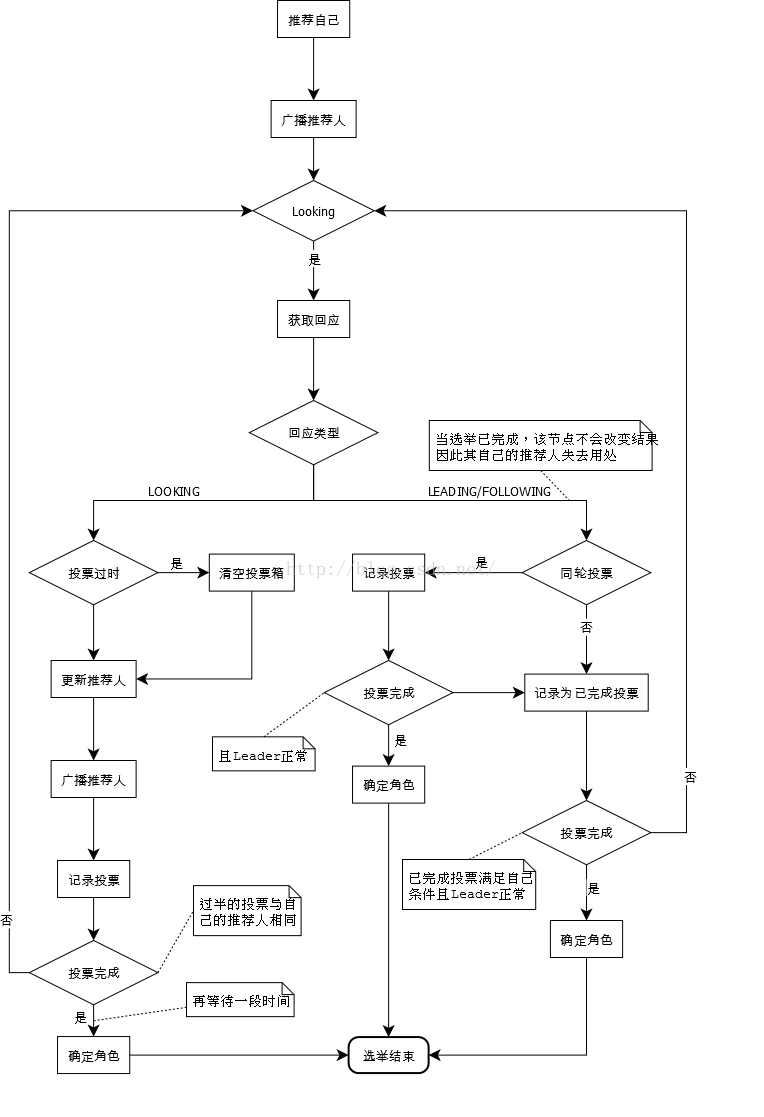 推荐自己
广播推荐人
Looking
是
获取回应
回应类型
当选举已完成，该节点不会改变结果
因此其自己的推荐人失去用处
LOOKING
LEADING/FOLLOWING
投票过时
是
清空投票箱
http://blog.csdn.net/
记录投票
是
同轮投票
否
更新推荐人
投票完成
记录为已完成投票
且Leader正常
是
广播推荐人
确定角色
否
投票完成
记录投票
已完成投票满足自己
条件且Leader正常
是
过半的投票与自
己的推荐人相同
否
确定角色
投票完成
再等待一段时间
是
确定角色
选举结束